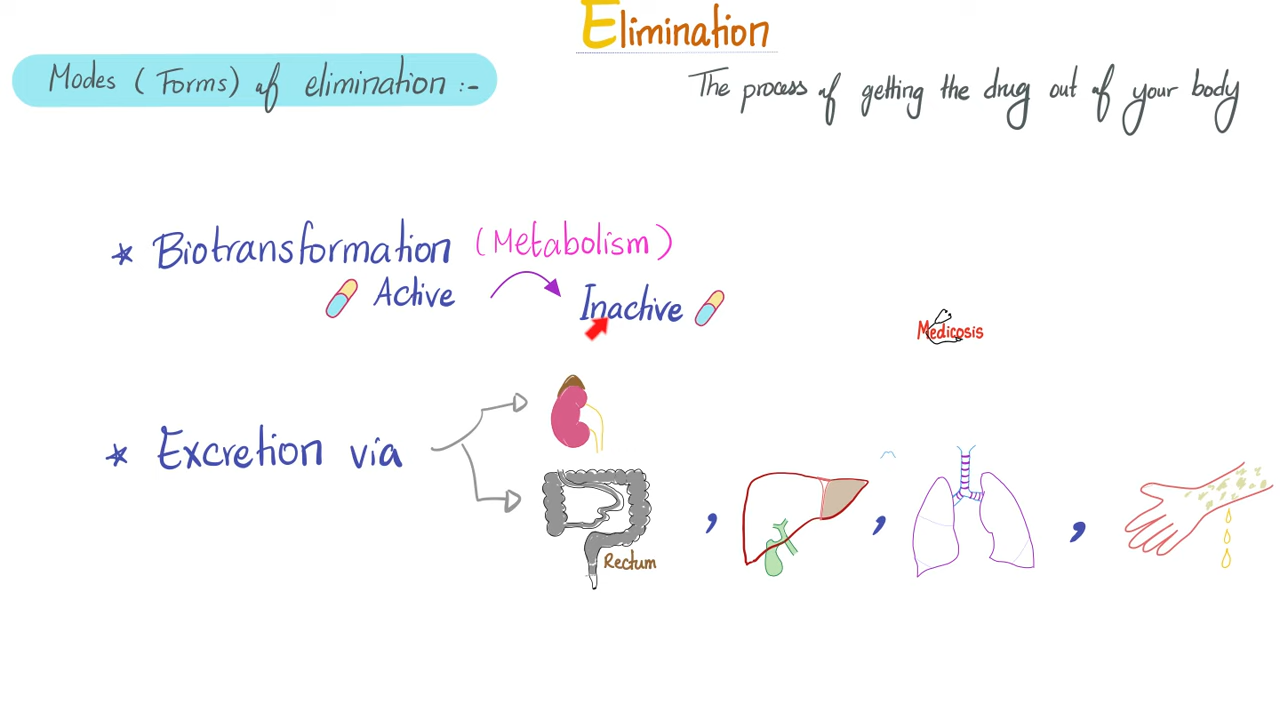 Elimination
Modes (Forms) of elimination :-
The process of getting the drug out of your body
* Biotransformation (Metabolism)
Active
Inactive
Medicosis
* Excretion via
, , ,
Rectum